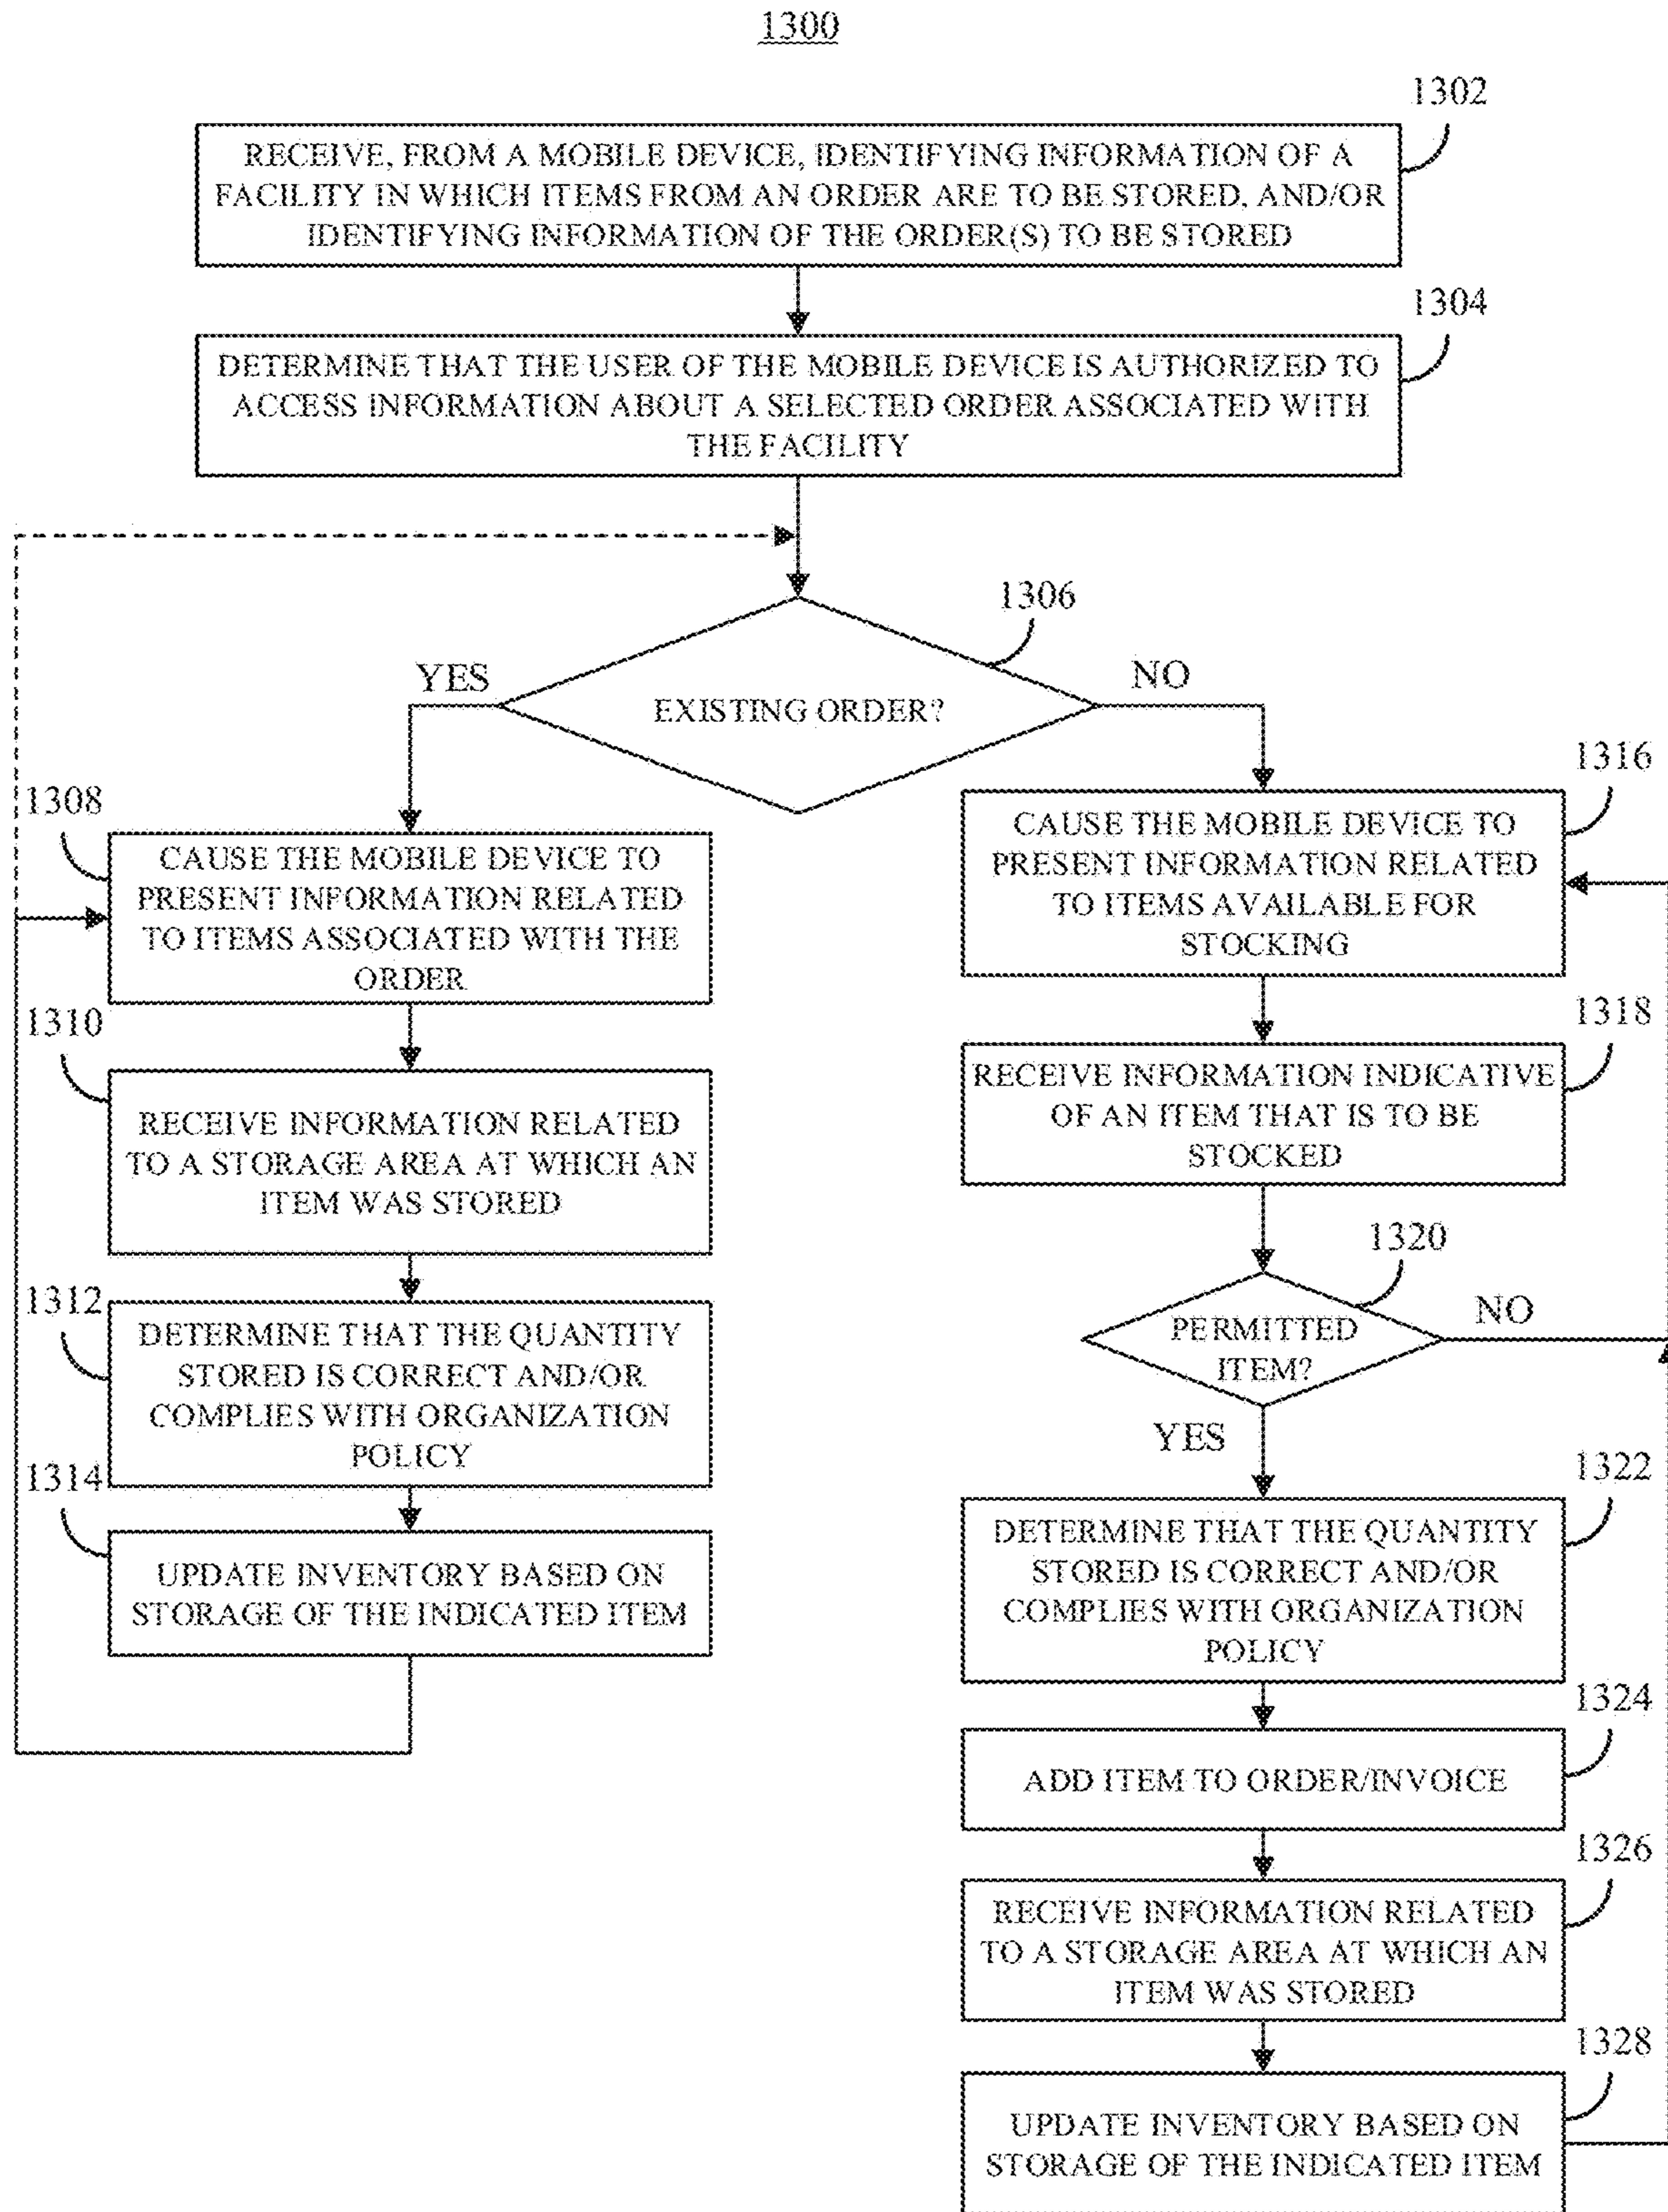 1300
1302
RECEIVE, FROM A MOBILE DEVICE, IDENTIFYING INFORMATION OF A
FACILITY IN WHICH ITEMS FROM AN ORDER ARE TO BE STORED, AND/OR
IDENTIFYING INFORMATION OF THE ORDER(S) TO BE STORED
1304
DETERMINE THAT THE USER OF THE MOBILE DEVICE IS AUTHORIZED TO
ACCESS INFORMATION ABOUT A SELECTED ORDER ASSOCIATED WITH
THE FACILITY
1306
YES
NO
EXISTING ORDER?
1308
CAUSE THE MOBILE DEVICE TO
PRESENT INFORMATION RELATED
TO ITEMS ASSOCIATED WITH THE
ORDER
1310
RECEIVE INFORMATION RELATED
TO A STORAGE AREA AT WHICH AN
ITEM WAS STORED
1312
DETERMINE THAT THE QUANTITY
STORED IS CORRECT AND/OR
COMPLIES WITH ORGANIZATION
POLICY
1314
UPDATE INVENTORY BASED ON
STORAGE OF THE INDICATED ITEM
1316
CAUSE THE MOBILE DEVICE TO
PRESENT INFORMATION RELATED
TO ITEMS AVAILABLE FOR
STOCKING
1318
RECEIVE INFORMATION INDICATIVE
OF AN ITEM THAT IS TO BE
STOCKED
1320
PERMITTED
ITEM?
NO
YES
1322
DETERMINE THAT THE QUANTITY
STORED IS CORRECT AND/OR
COMPLIES WITH ORGANIZATION
POLICY
1324
ADD ITEM TO ORDER/INVOICE
1326
RECEIVE INFORMATION RELATED
TO A STORAGE AREA AT WHICH AN
ITEM WAS STORED
1328
UPDATE INVENTORY BASED ON
STORAGE OF THE INDICATED ITEM